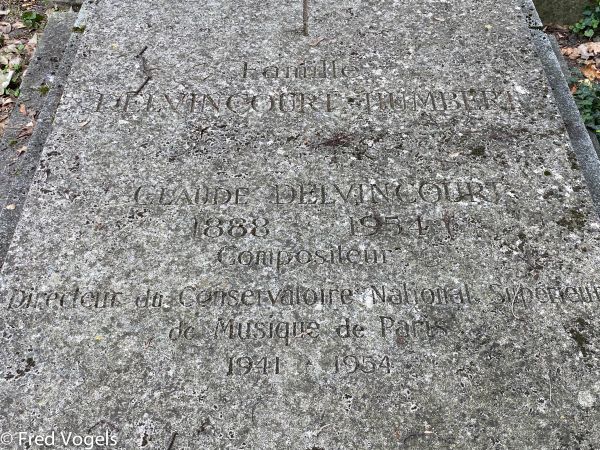 Famille
DELVINCOURT-HUMBERT
CLAUDE DELVINCOURT
1888 1954
Compositeur
Directeur du Conservatoire National Supérieur
de Musique de Paris
1941 - 1954
© Fred Vogels